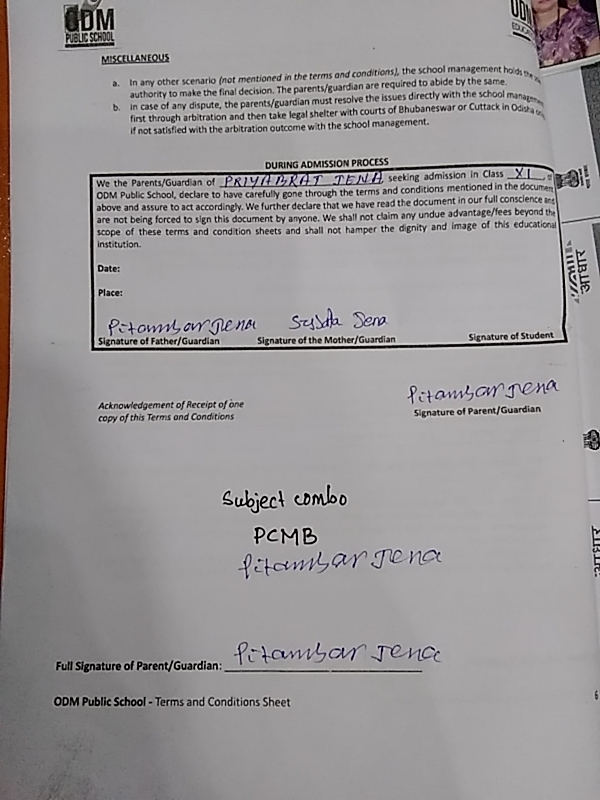 ODM
PUBLIC SCHOOL
ODM
MISCELLANEOUS
a. In any other scenario (not mentioned in the terms and conditions), the school management holds the
authority to make the final decision. The parents/guardian are required to abide by the same.
b. In case of any dispute, the parents/guardian must resolve the issues directly with the school management
first through arbitration and then take legal shelter with courts of Bhubaneswar or Cuttack in Odisha only
if not satisfied with the arbitration outcome with the school management.
DURING ADMISSION PROCESS
We the Parents/Guardian of PRIYABRAT JENA seeking admission in Class XI of
ODM Public School, declare to have carefully gone through the terms and conditions mentioned in the document
above and assure to act accordingly. We further declare that we have read the document in our full conscience and
are not being forced to sign this document by anyone. We shall not claim any undue advantage/fees beyond the
scope of these terms and condition sheets and shall not hamper the dignity and image of this educational
institution.
Date:
Place:
Pitambar Jena Jena
Signature of Father/Guardian Signature of the Mother/Guardian Signature of Student
Pitambar Jena
Acknowledgement of Receipt of one Signature of Parent/Guardian
copy of this Terms and Conditions
Subject combo
PCMB
Pitambar Jena
Full Signature of Parent/Guardian: Pitambar Jena
ODM Public School - Terms and Conditions Sheet
6